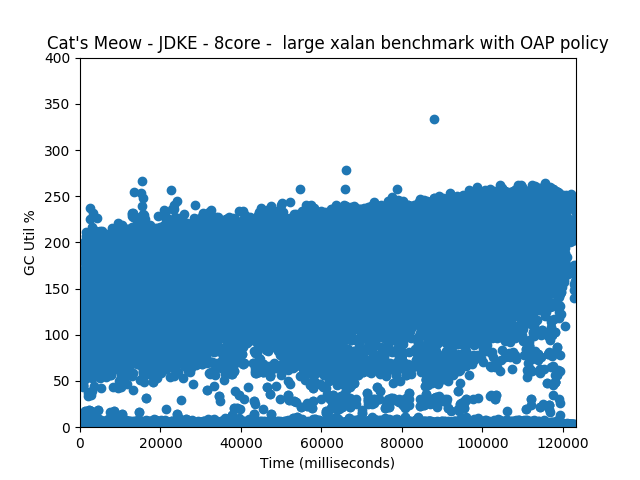 Cat's Meow - JDKE - 8core -  large xalan benchmark with OAP policy
400
350
300
250
200
150
100
50
0
GC Util %
0 20000 40000 60000 80000 100000 120000
Time (milliseconds)